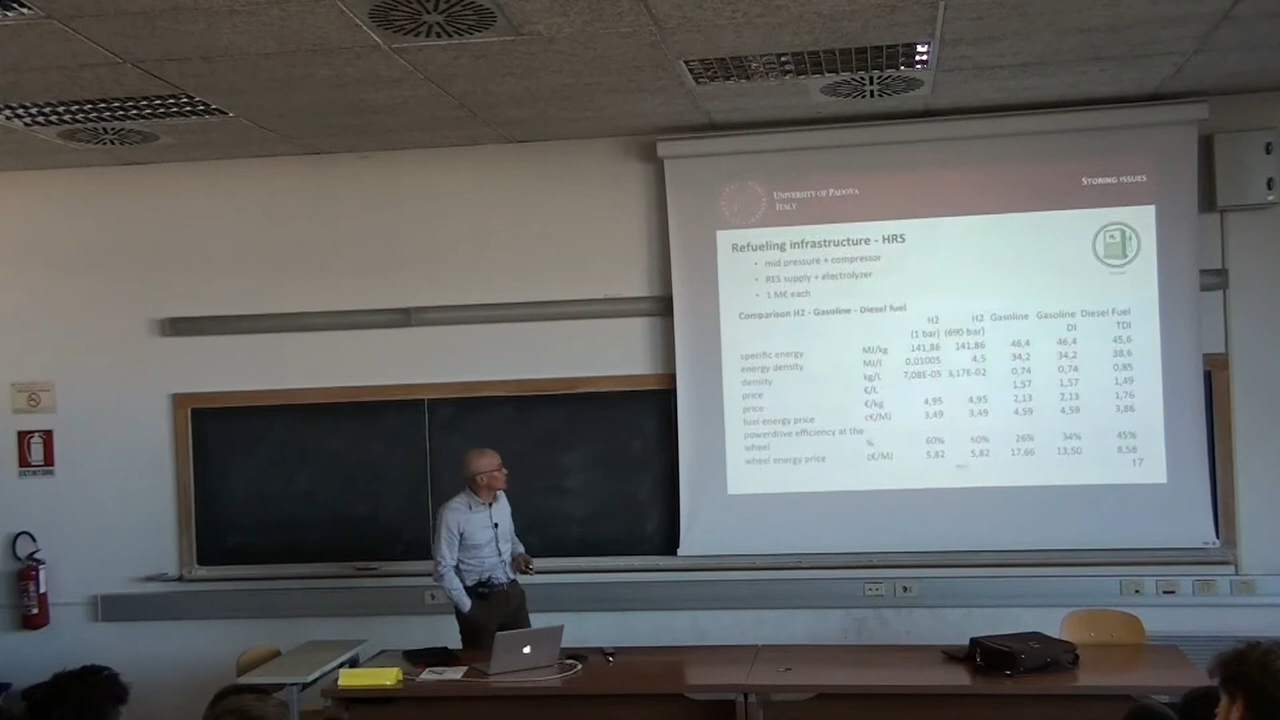 UNIVERSITY OF PADOVA
ITALY
STORING ISSUES
Refueling infrastructure - HRS
• mid pressure + compressor
• RES supply + electrolyzer
• 1 M€ each
Comparison H2 - Gasoline - Diesel fuel
H2 H2 Gasoline Gasoline Diesel Fuel
(1 bar) (690 bar) DI TDI
specific energy MJ/kg 141,86 141,86 46,4 46,4 45,6
energy density MJ/l 0,01005 4,5 34,2 34,2 38,6
density kg/L 7,08E-05 3,17E-02 0,74 0,74 0,85
price €/L 1,57 1,57 1,49
price €/kg 4,95 4,95 2,13 2,13 1,76
fuel energy price c€/MJ 3,49 3,49 4,59 4,59 3,86
powerdrive efficiency at the
wheel % 60% 60% 26% 34% 45%
wheel energy price c€/MJ 5,82 5,82 17,66 13,50 8,58
17
ESTINTORE